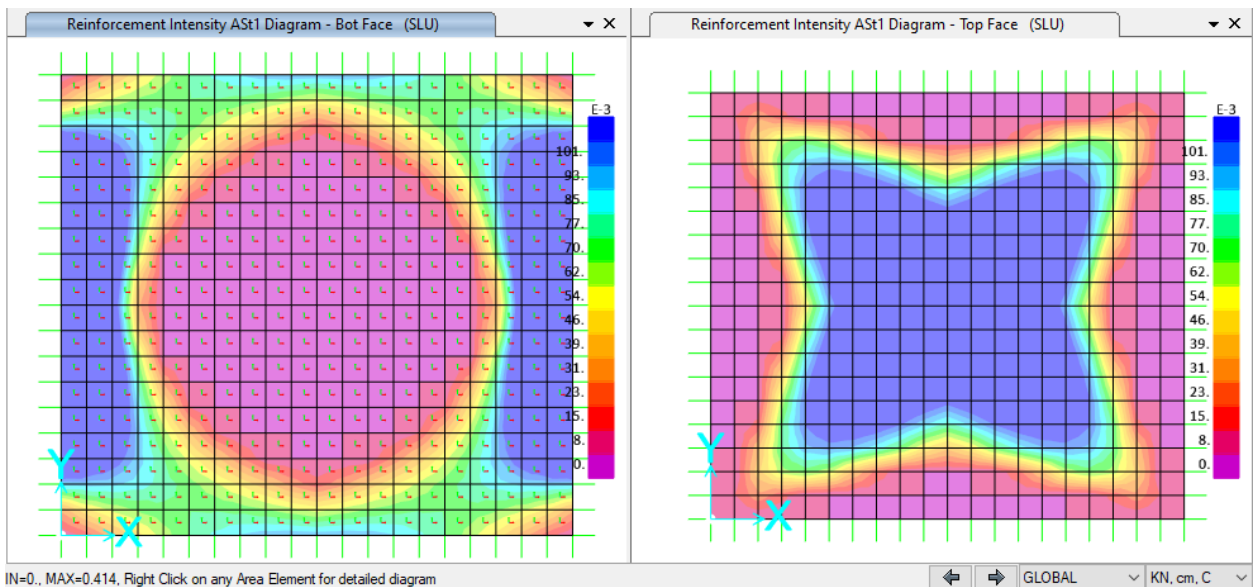 Reinforcement Intensity ASt1 Diagram - Bot Face (SLU)
E-3
101.
93.
85.
77.
70.
62.
54.
46.
39.
31.
23.
15.
8.
0.
Y
X
Reinforcement Intensity ASt1 Diagram - Top Face (SLU)
E-3
101.
93.
85.
77.
70.
62.
54.
46.
39.
31.
23.
15.
8.
0.
Y
X
IN=0., MAX=0.414, Right Click on any Area Element for detailed diagram
GLOBAL
KN, cm, C